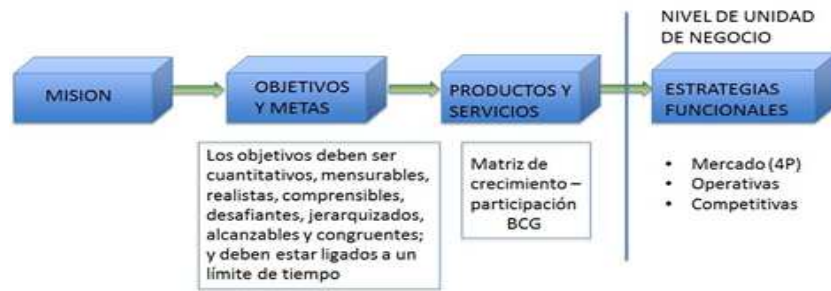 NIVEL DE UNIDAD
DE NEGOCIO
MISION
OBJETIVOS
Y METAS
PRODUCTOS Y
SERVICIOS
ESTRATEGIAS
FUNCIONALES
Los objetivos deben ser
cuantitativos, mensurables,
realistas, comprensibles,
desafiantes, jerarquizados,
alcanzables y congruentes;
y deben estar ligados a un
límite de tiempo
Matriz de
crecimiento –
participación
BCG
• Mercado (4P)
• Operativas
• Competitivas